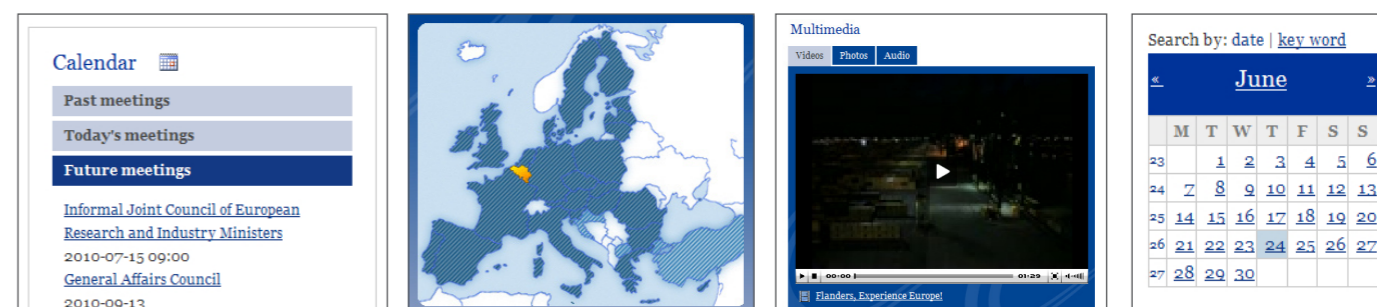 Calendar
Past meetings
Today's meetings
Future meetings
Informal Joint Council of European
Research and Industry Ministers
2010-07-15 09:00
General Affairs Council
2010-09-13
Multimedia
Videos Photos Audio
00:00 01:29
Flanders, Experience Europe!
Search by: date | key word
« June »
M T W T F S S
23 1 2 3 4 5 6
24 7 8 9 10 11 12 13
25 14 15 16 17 18 19 20
26 21 22 23 24 25 26 27
27 28 29 30